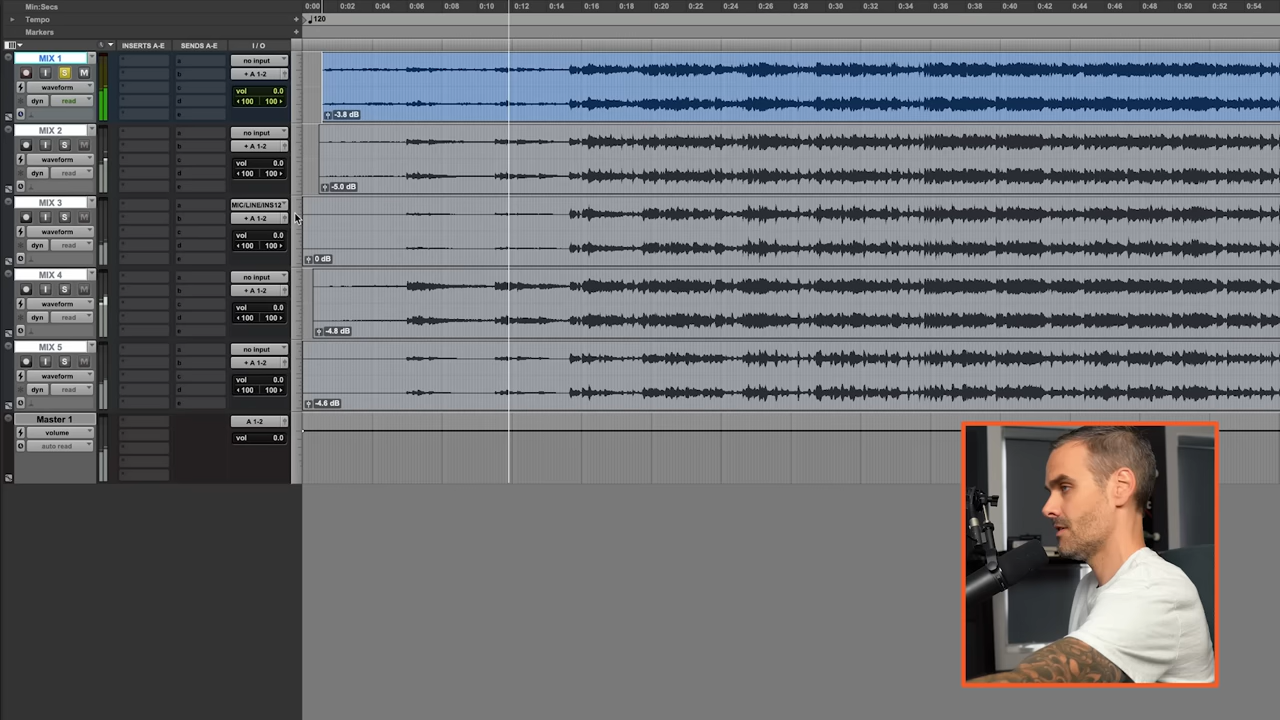 Min:Secs 0:00 0:02 0:04 0:06 0:08 0:10 0:12 0:14 0:16 0:18 0:20 0:22 0:24 0:26 0:28 0:30 0:32 0:34 0:36 0:38 0:40 0:42 0:44 0:46 0:48 0:50 0:52 0:54
Tempo 120
Markers
INSERTS A-E SENDS A-E I / O
MIX 1 a no input
I S M b + A 1-2
waveform c vol 0.0
dyn read d 100 100
e -3.8 dB
MIX 2 a no input
I S M b + A 1-2
waveform c vol 0.0
dyn read d 100 100
e -5.0 dB
MIX 3 a MIC/LINE/INS12
I S M b + A 1-2
waveform c vol 0.0
dyn read d 100 100
e 0 dB
MIX 4 a no input
I S M b + A 1-2
waveform c vol 0.0
dyn read d 100 100
e -4.8 dB
MIX 5 a no input
I S M b + A 1-2
waveform c vol 0.0
dyn read d 100 100
e -4.6 dB
Master 1 A 1-2
volume vol 0.0
auto read